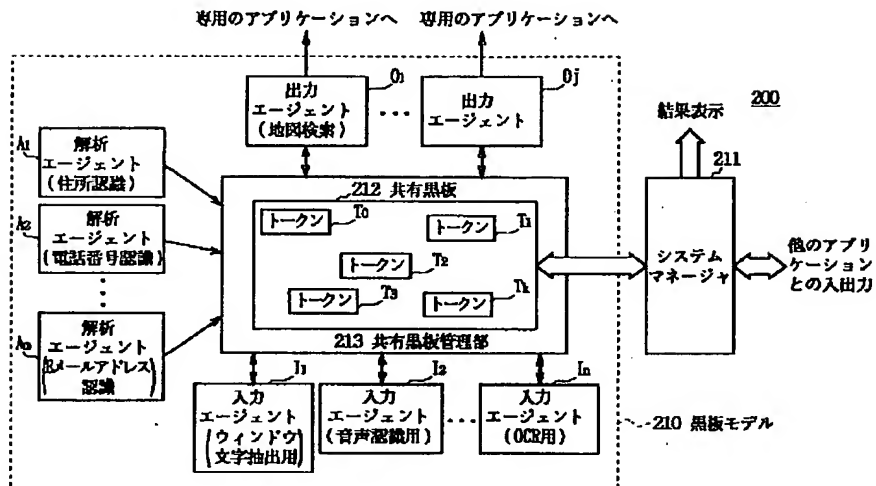 専用のアプリケーションへ
専用のアプリケーションへ
出力
エージェント
(地図検索)
O1
...
出力
エージェント
Oj
結果表示
200
211
システム
マネージャ
他のアプリ
ケーション
との入出力
A1
解析
エージェント
(住所認識)
A2
解析
エージェント
(電話番号認識)
解析
エージェント
(Eメールアドレス
認識)
212 共有黒板
トークン T0
トークン T1
トークン T2
トークン T3
トークン Tk
213 共有黒板管理部
I1
入力
エージェント
(ウィンドウ
文字抽出用)
I2
入力
エージェント
(音声認識用)
...
In
入力
エージェント
(OCR用)
210 黒板モデル